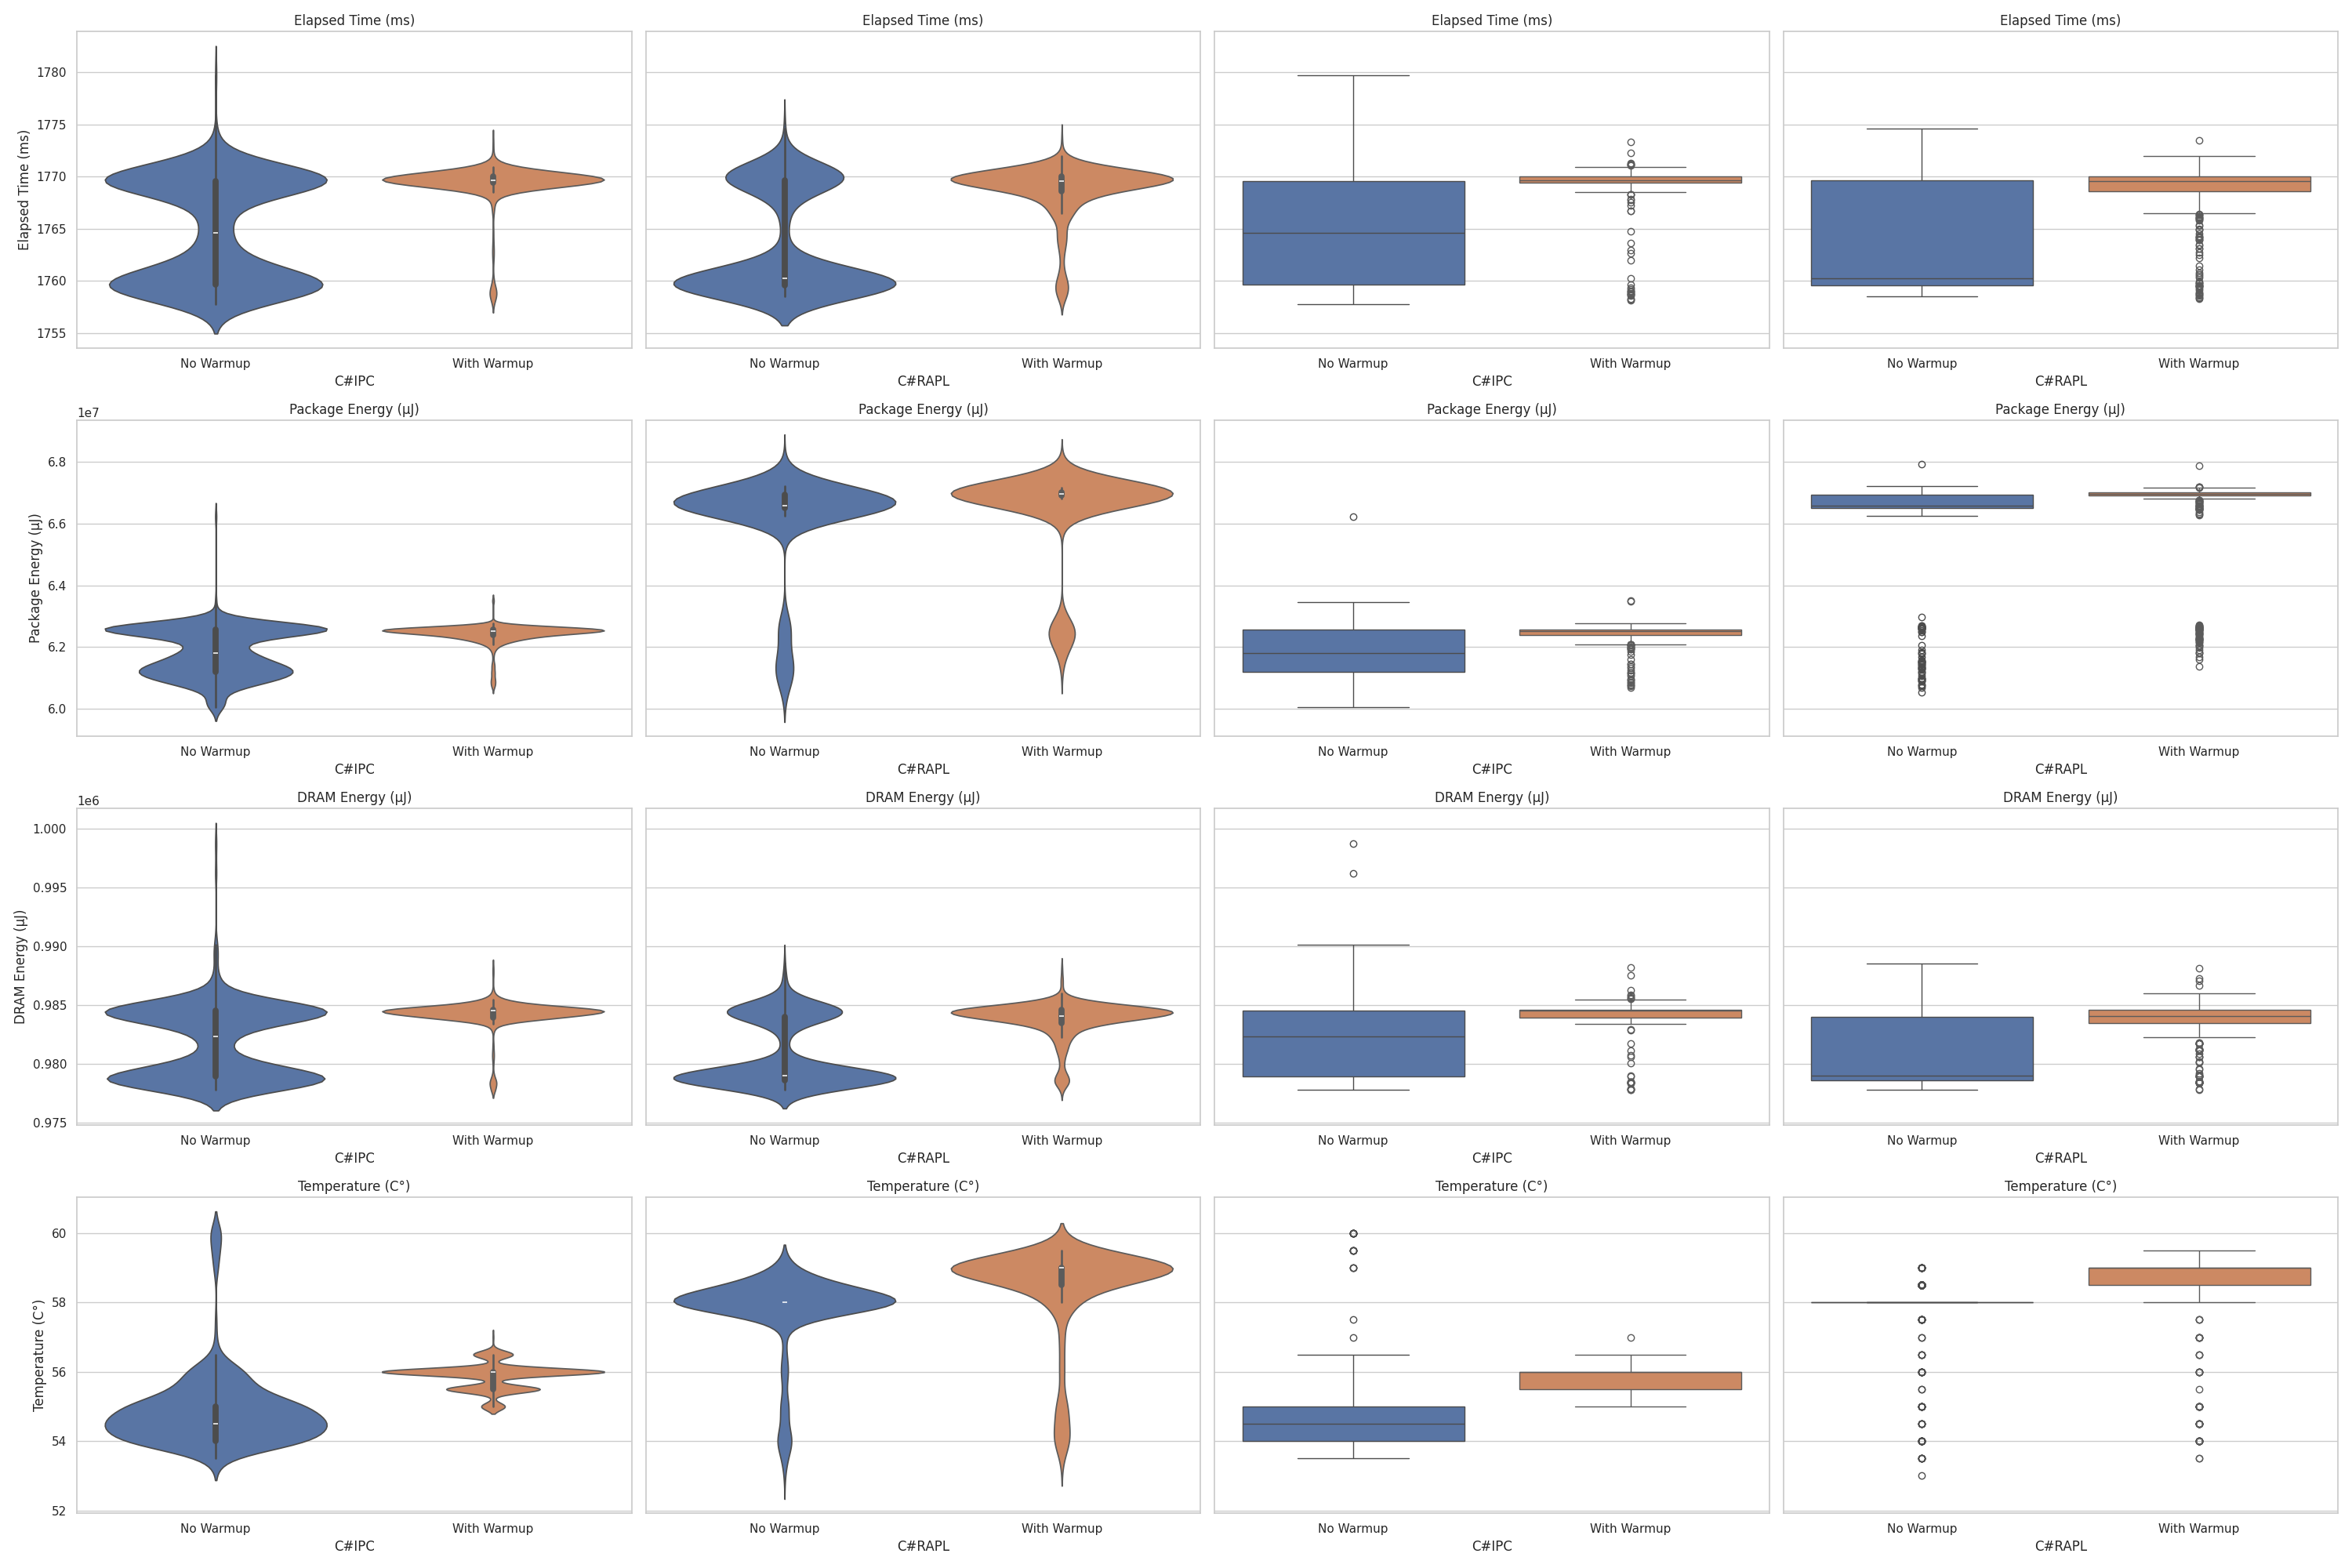 Elapsed Time (ms) Elapsed Time (ms) Elapsed Time (ms) Elapsed Time (ms)
Elapsed Time (ms)
1780
1775
1770
1765
1760
1755
No Warmup With Warmup No Warmup With Warmup No Warmup With Warmup No Warmup With Warmup
C#IPC C#RAPL C#IPC C#RAPL
1e7
Package Energy (µJ) Package Energy (µJ) Package Energy (µJ) Package Energy (µJ)
Package Energy (µJ)
6.8
6.6
6.4
6.2
6.0
No Warmup With Warmup No Warmup With Warmup No Warmup With Warmup No Warmup With Warmup
C#IPC C#RAPL C#IPC C#RAPL
1e6
DRAM Energy (µJ) DRAM Energy (µJ) DRAM Energy (µJ) DRAM Energy (µJ)
DRAM Energy (µJ)
1.000
0.995
0.990
0.985
0.980
0.975
No Warmup With Warmup No Warmup With Warmup No Warmup With Warmup No Warmup With Warmup
C#IPC C#RAPL C#IPC C#RAPL
Temperature (C°) Temperature (C°) Temperature (C°) Temperature (C°)
Temperature (C°)
60
58
56
54
52
No Warmup With Warmup No Warmup With Warmup No Warmup With Warmup No Warmup With Warmup
C#IPC C#RAPL C#IPC C#RAPL